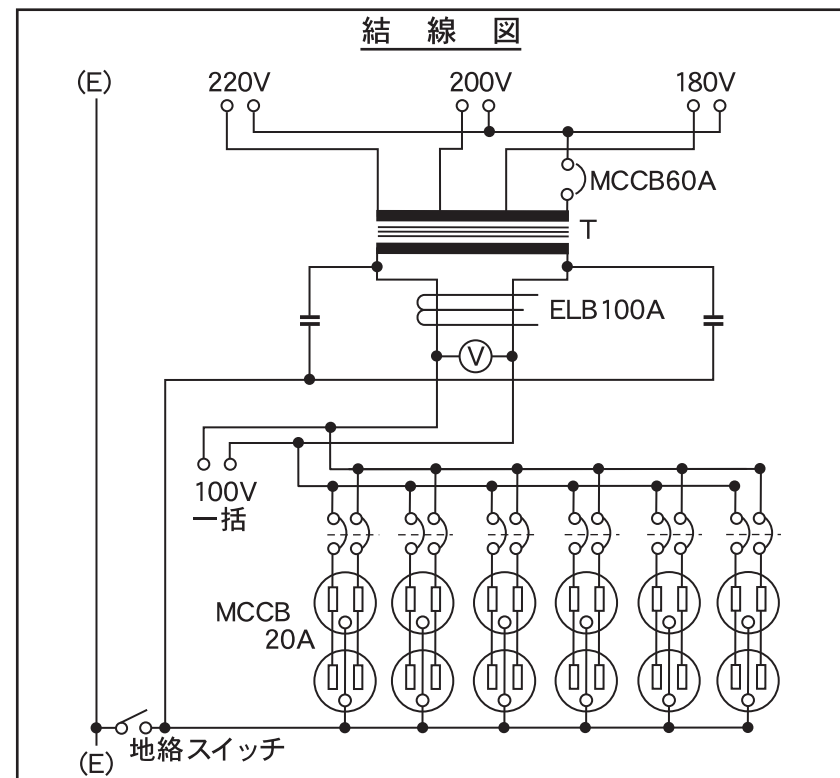 結線図
(E)
220V
200V
180V
MCCB60A
T
ELB100A
V
100V
一括
MCCB
20A
地絡スイッチ
(E)